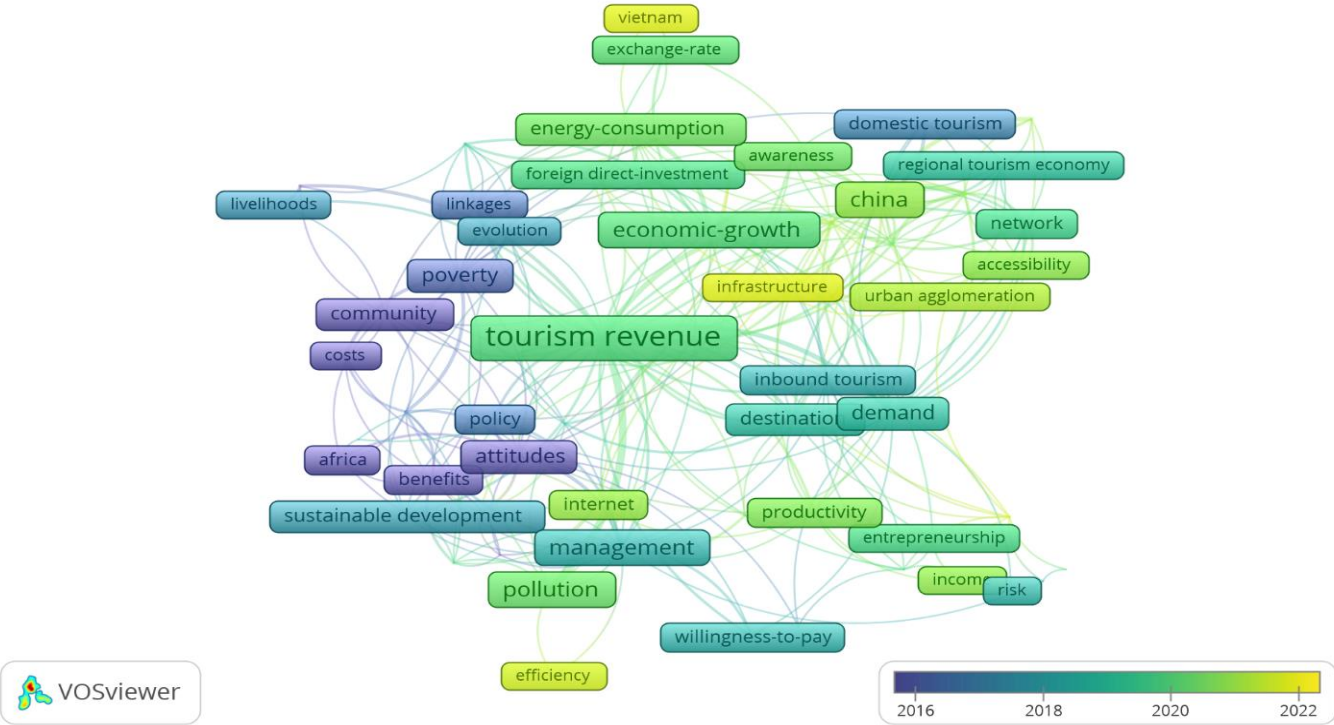 vietnam
exchange-rate
energy-consumption
domestic tourism
awareness
regional tourism economy
foreign direct-investment
china
livelihoods
linkages
network
economic-growth
evolution
accessibility
poverty
infrastructure
urban agglomeration
community
tourism revenue
costs
inbound tourism
demand
destination
policy
attitudes
africa
benefits
internet
productivity
sustainable development
entrepreneurship
management
income
risk
pollution
willingness-to-pay
efficiency
VOSviewer
2016 2018 2020 2022